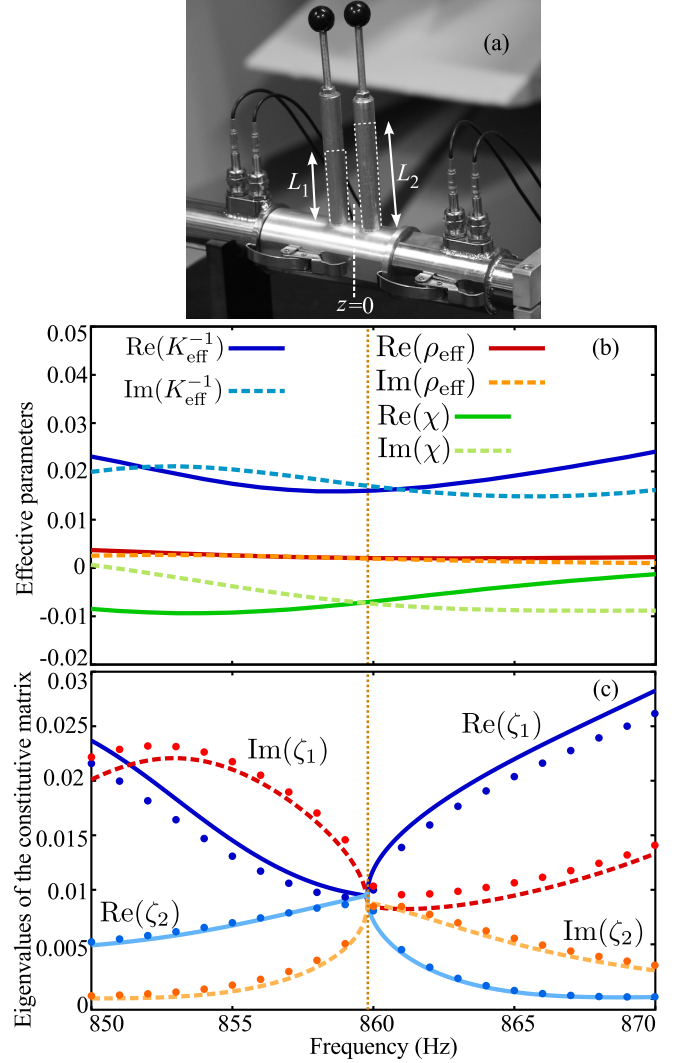 (a)
L₁
L₂
z=0
0.05
0.04
0.03
0.02
0.01
0
-0.01
-0.02
Effective parameters
Re(K_eff^{-1})
Im(K_eff^{-1})
Re(ρ_eff)
Im(ρ_eff)
Re(χ)
Im(χ)
(b)
0.03
0.025
0.02
0.015
0.01
0.005
0
Eigenvalues of the constitutive matrix
(c)
Im(ζ₁)
Re(ζ₁)
Re(ζ₂)
Im(ζ₂)
850
855
860
865
870
Frequency (Hz)